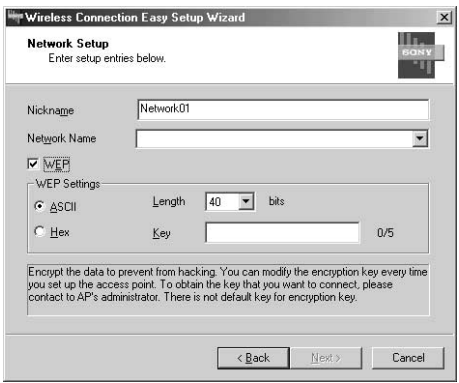 Wireless Connection Easy Setup Wizard
Network Setup
Enter setup entries below.
SONY
Nickname
Network01
Network Name
WEP
WEP Settings
ASCII
Length
40
bits
Hex
Key
0/5
Encrypt the data to prevent from hacking. You can modify the encryption key every time
you set up the access point. To obtain the key that you want to connect, please
contact to AP's administrator. There is not default key for encryption key.
< Back
Next >
Cancel